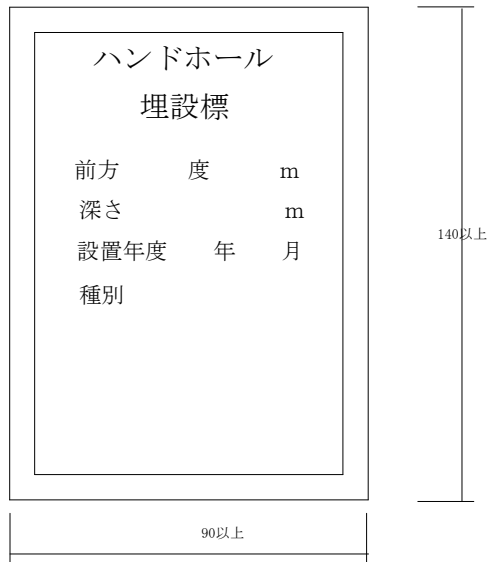 ハンドホール
埋設標
前方 度 m
深さ m
設置年度 年 月
種別
140以上
90以上